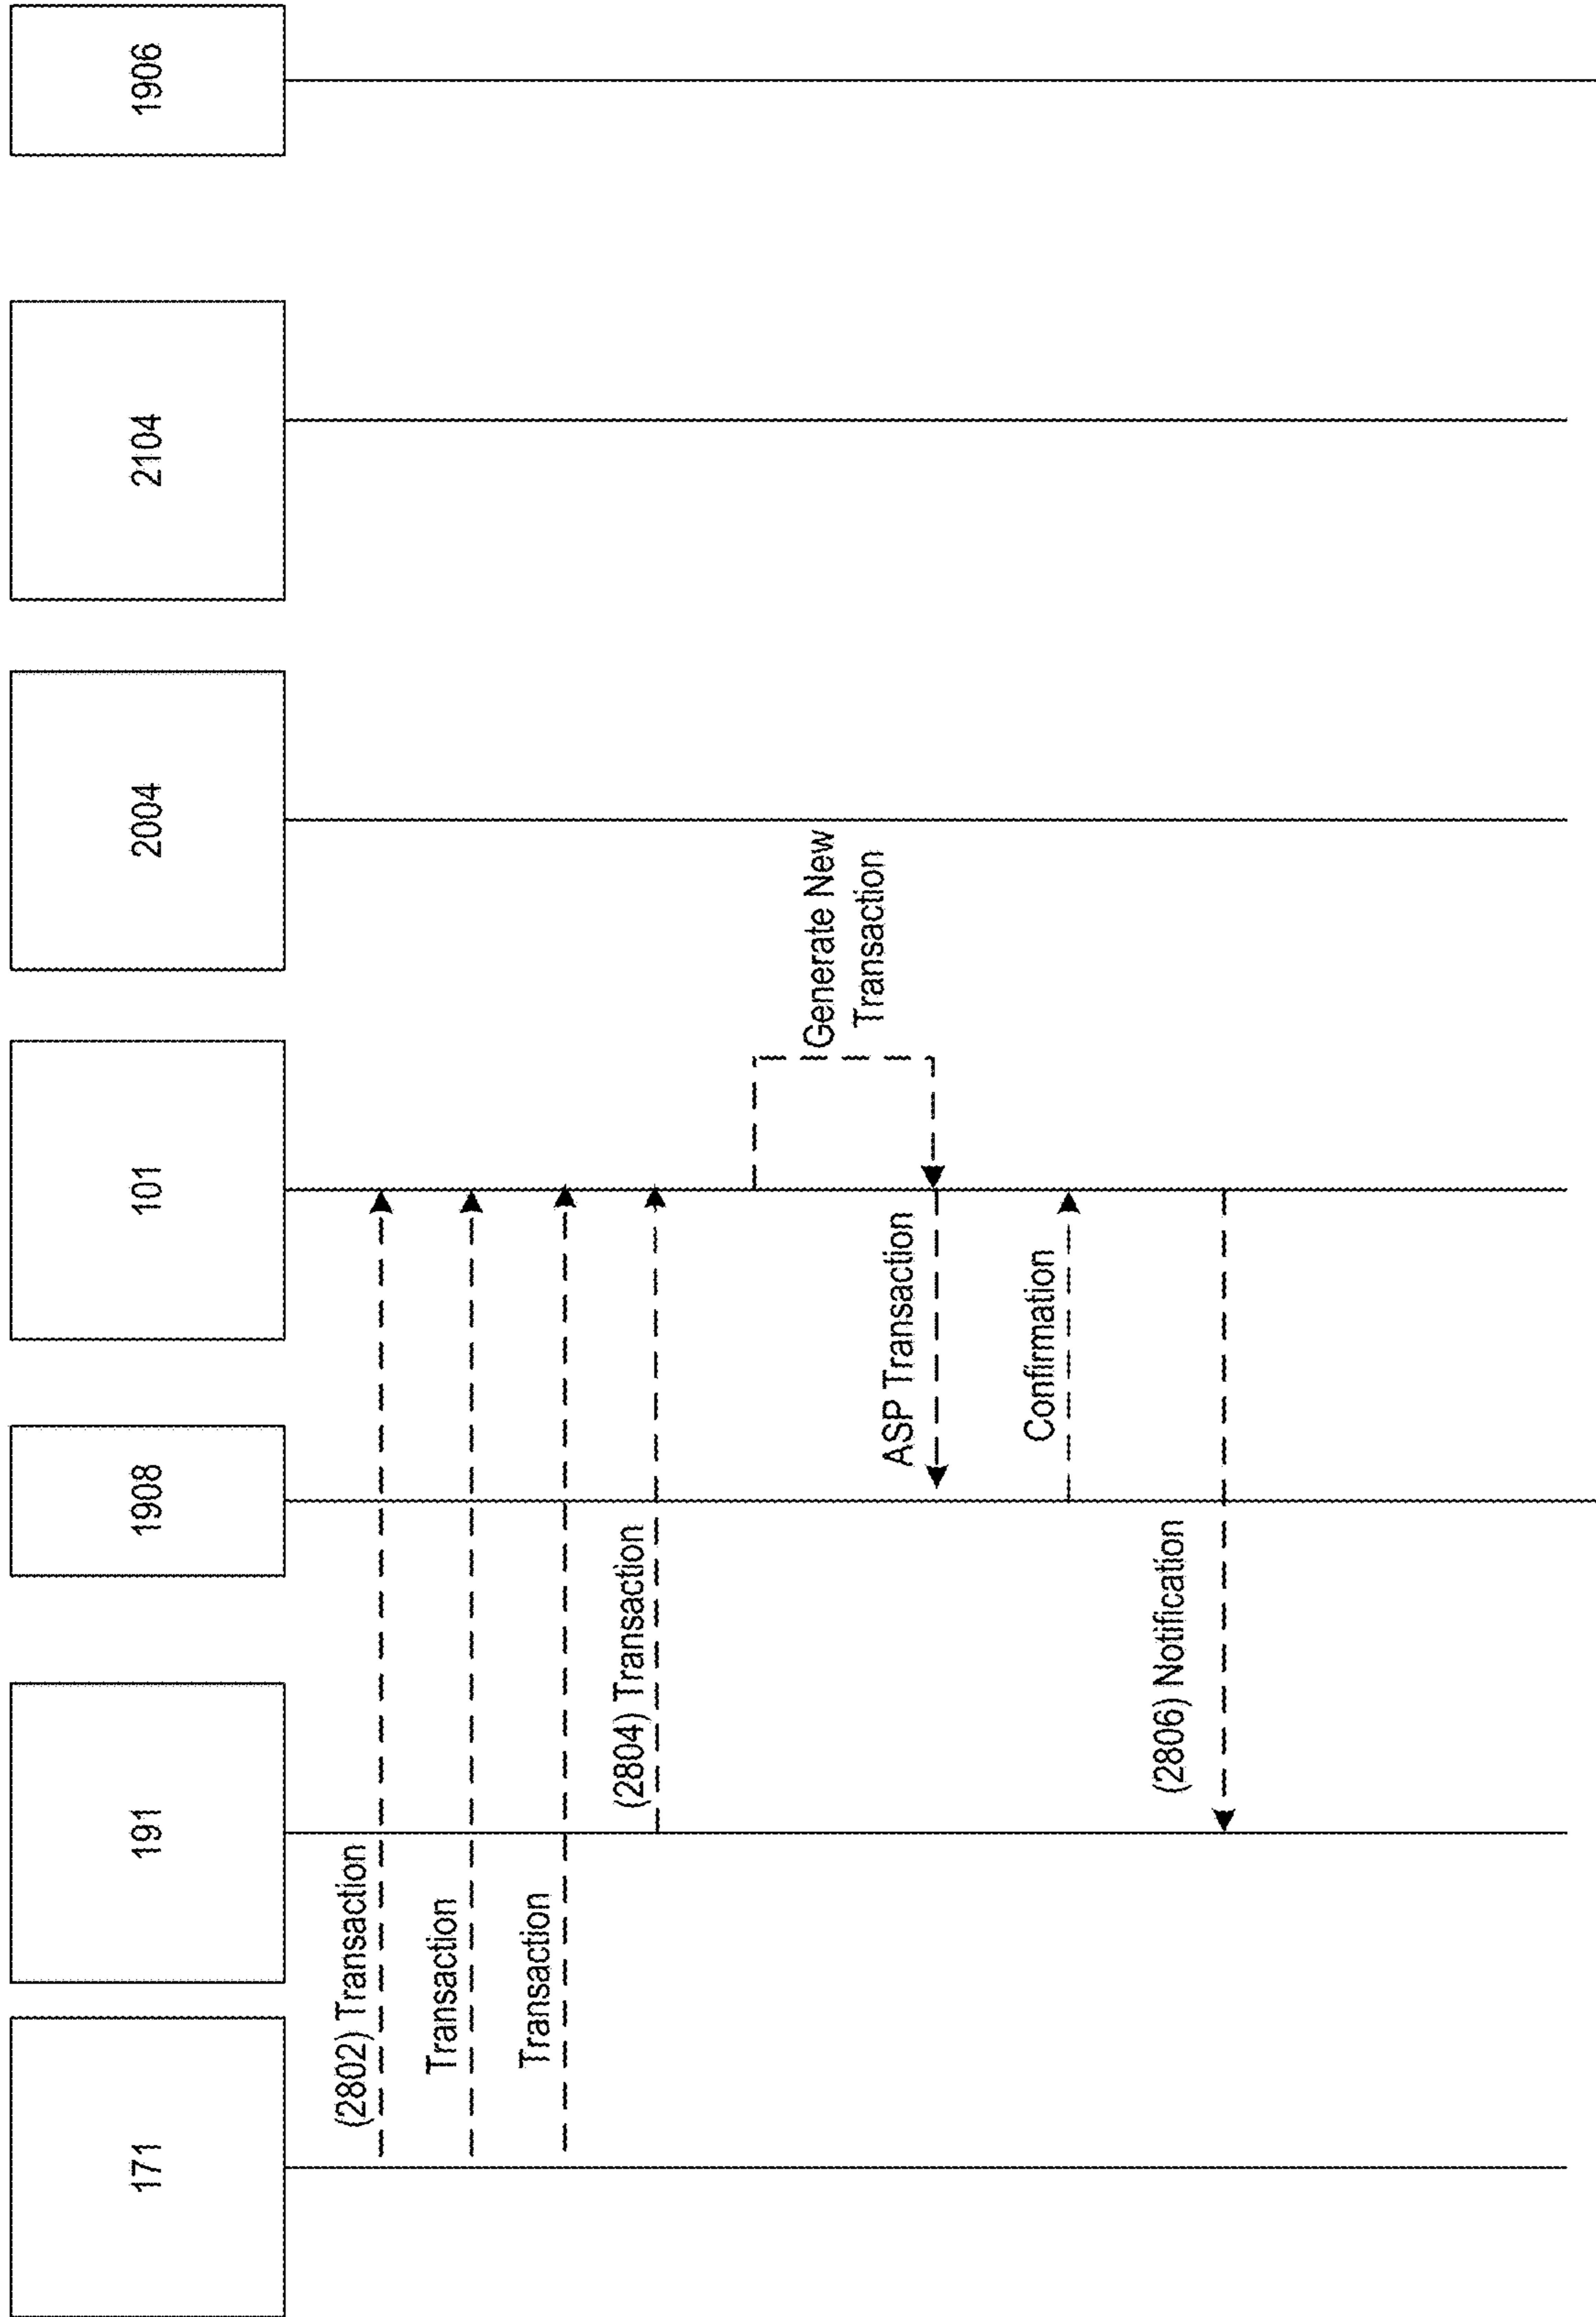 171
191
1908
101
2004
2104
1906
(2802) Transaction
Transaction
Transaction
(2804) Transaction
Generate New
Transaction
ASP Transaction
Confirmation
(2806) Notification